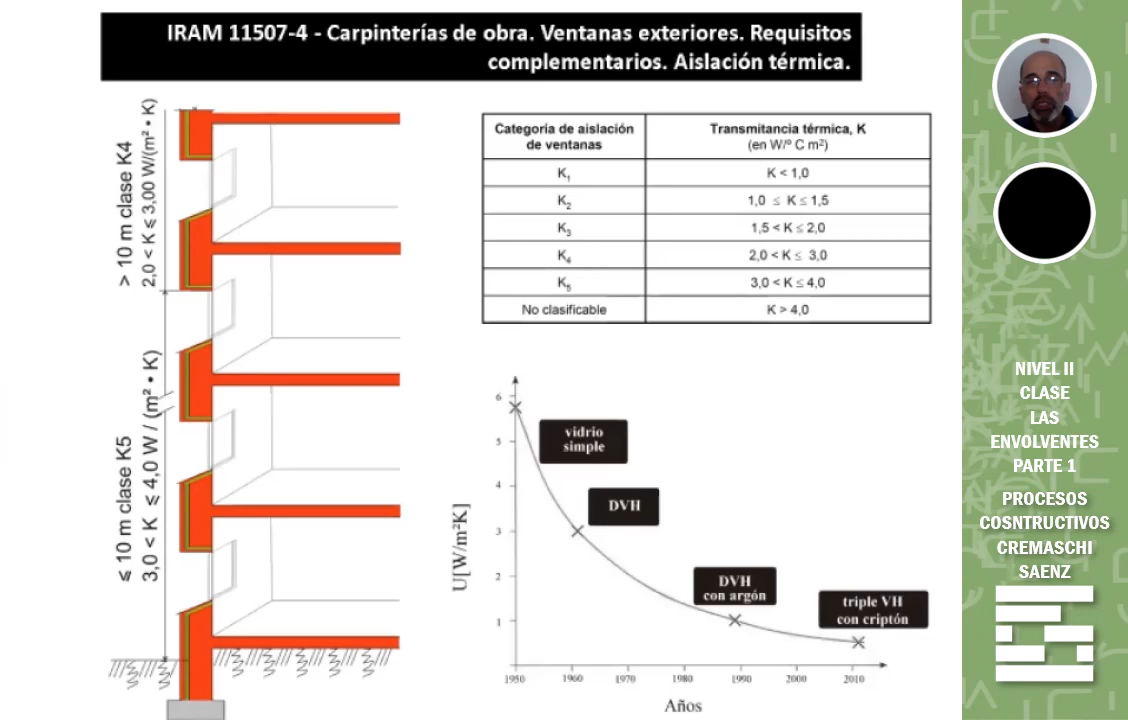 IRAM 11507-4 - Carpinterías de obra. Ventanas exteriores. Requisitos
complementarios. Aislación térmica.
> 10 m clase K4
2,0 < K ⩽ 3,00 W/(m² • K)
⩽ 10 m clase K5
3,0 < K ⩽ 4,0 W / (m² • K)
Categoría de aislación
de ventanas
Transmitancia térmica, K
(en W/º C m²)
K₁
K < 1,0
K₂
1,0 ≤ K ≤ 1,5
K₃
1,5 < K ≤ 2,0
K₄
2,0 < K ≤ 3,0
K₅
3,0 < K ≤ 4,0
No clasificable
K > 4,0
U[W/m²K]
6
5
4
3
2
1
vidrio
simple
DVH
DVH
con argón
triple VH
con criptón
1950 1960 1970 1980 1990 2000 2010
Años
NIVEL II
CLASE
LAS
ENVOLVENTES
PARTE 1
PROCESOS
COSNTRUCTIVOS
CREMASCHI
SAENZ